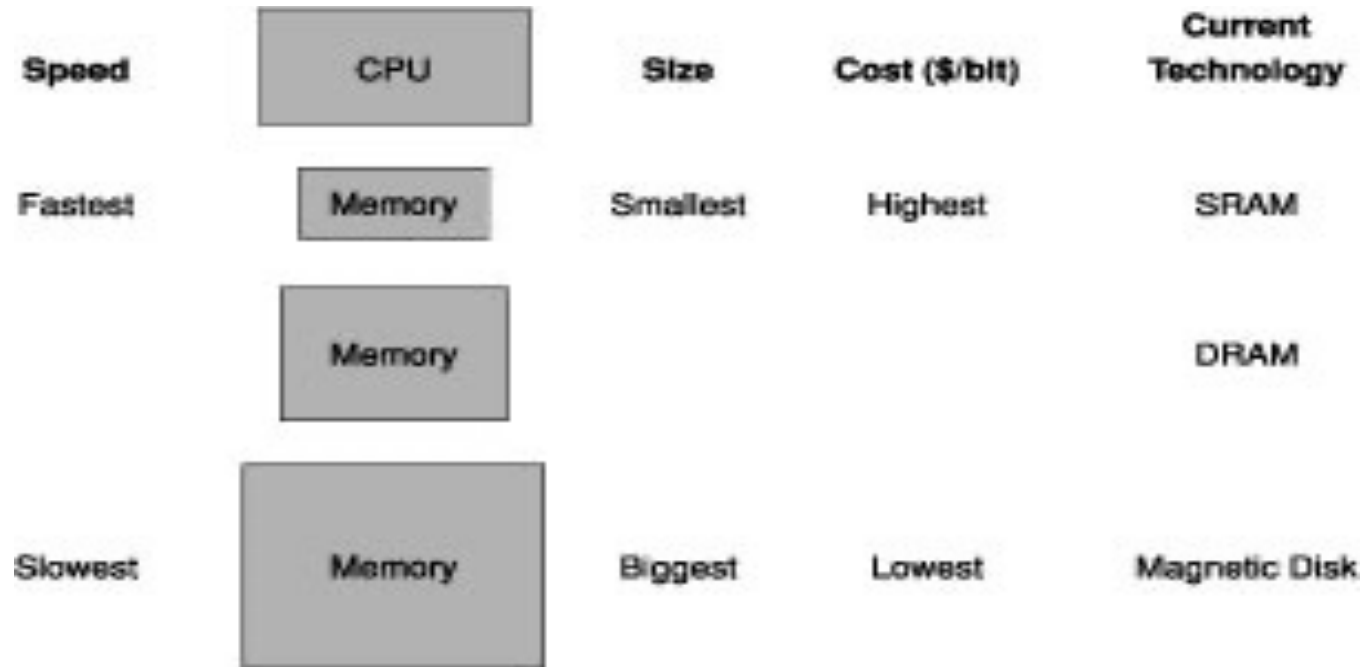 Speed CPU Size Cost ($/bit) Current Technology
Fastest Memory Smallest Highest SRAM
Memory DRAM
Slowest Memory Biggest Lowest Magnetic Disk